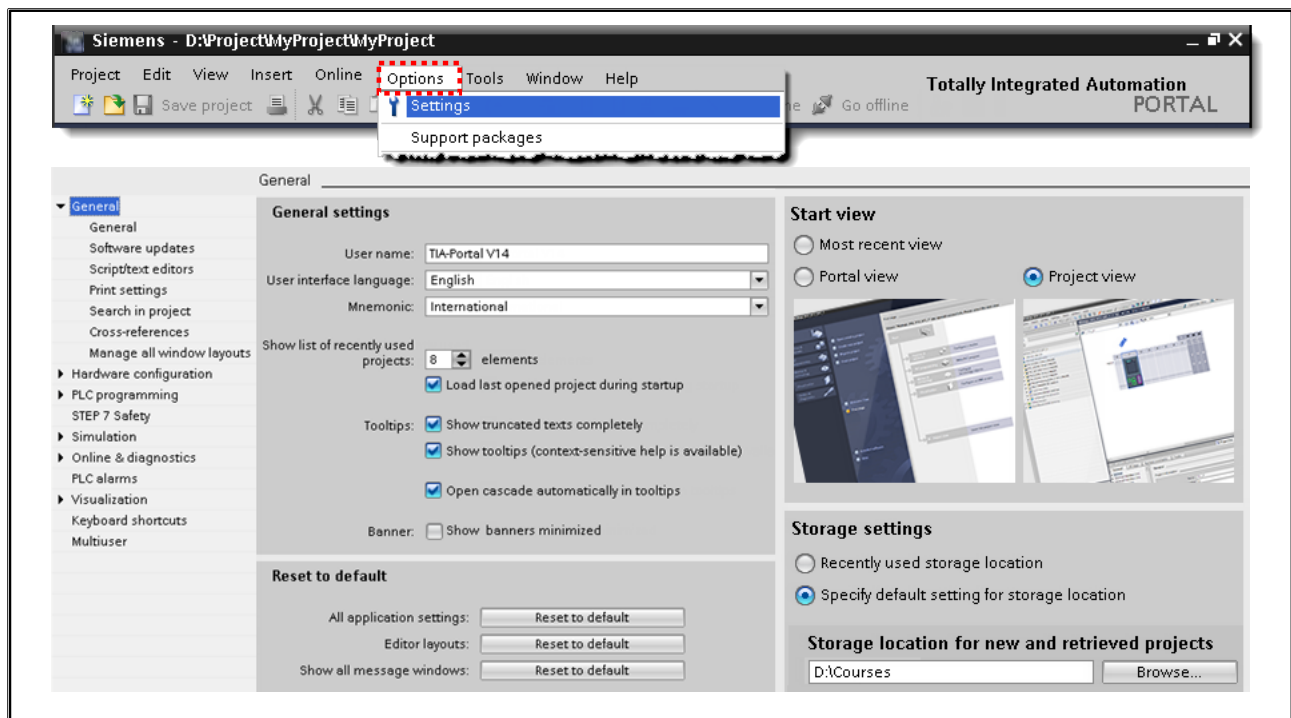 Siemens - D:\Project\MyProject\MyProject
Project Edit View Insert Online Options Tools Window Help
Totally Integrated Automation
PORTAL
Save project
Go offline
Settings
Support packages
General
General
General
Software updates
Script/text editors
Print settings
Search in project
Cross-references
Manage all window layouts
Hardware configuration
PLC programming
STEP 7 Safety
Simulation
Online & diagnostics
PLC alarms
Visualization
Keyboard shortcuts
Multiuser
General settings
User name: TIA-Portal V14
User interface language: English
Mnemonic: International
Show list of recently used
projects: 8 elements
Load last opened project during startup
Tooltips: Show truncated texts completely
Show tooltips (context-sensitive help is available)
Open cascade automatically in tooltips
Banner: Show banners minimized
Reset to default
All application settings: Reset to default
Editor layouts: Reset to default
Show all message windows: Reset to default
Start view
Most recent view
Portal view Project view
Storage settings
Recently used storage location
Specify default setting for storage location
Storage location for new and retrieved projects
D:\Courses Browse...